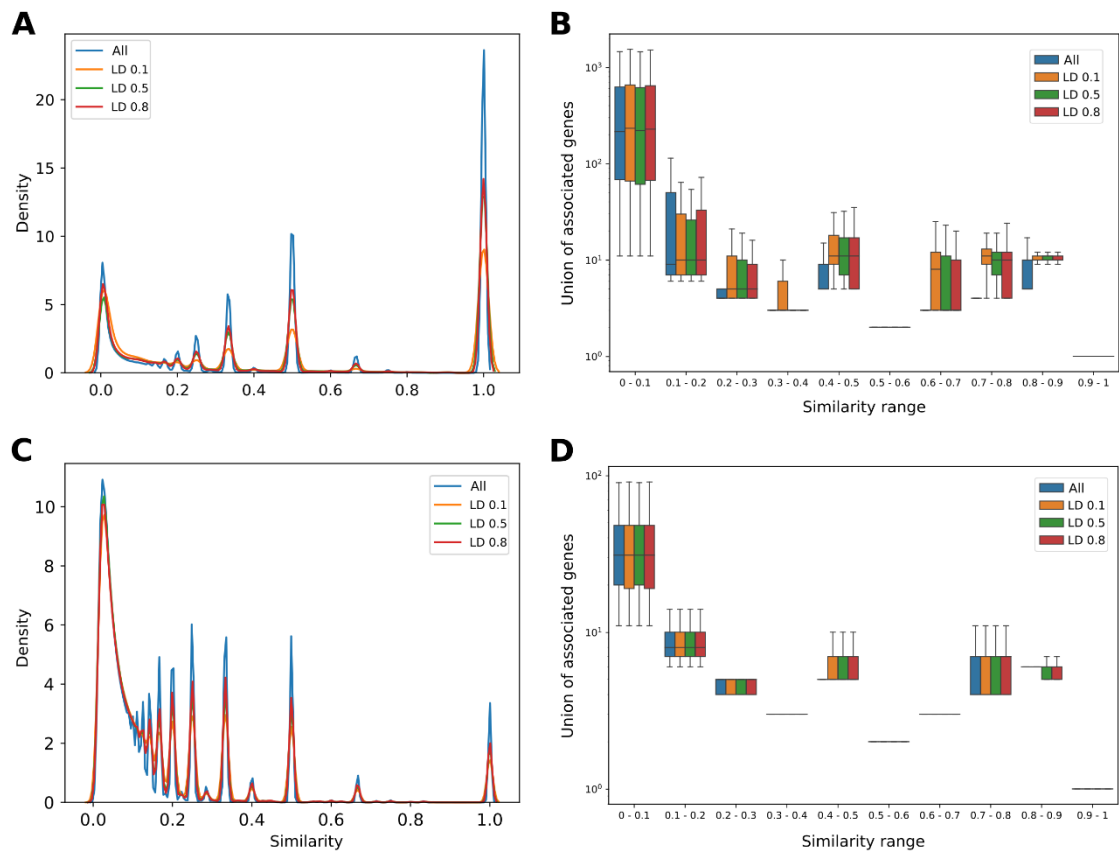 A
All
LD 0.1
LD 0.5
LD 0.8
Density
20
15
10
5
0
0.0 0.2 0.4 0.6 0.8 1.0
B
All
LD 0.1
LD 0.5
LD 0.8
Union of associated genes
10³
10²
10¹
10⁰
0 - 0.1 0.1 - 0.2 0.2 - 0.3 0.3 - 0.4 0.4 - 0.5 0.5 - 0.6 0.6 - 0.7 0.7 - 0.8 0.8 - 0.9 0.9 - 1
Similarity range
C
All
LD 0.1
LD 0.5
LD 0.8
Density
10
8
6
4
2
0
0.0 0.2 0.4 0.6 0.8 1.0
Similarity
D
All
LD 0.1
LD 0.5
LD 0.8
Union of associated genes
10²
10¹
10⁰
0 - 0.1 0.1 - 0.2 0.2 - 0.3 0.3 - 0.4 0.4 - 0.5 0.5 - 0.6 0.6 - 0.7 0.7 - 0.8 0.8 - 0.9 0.9 - 1
Similarity range